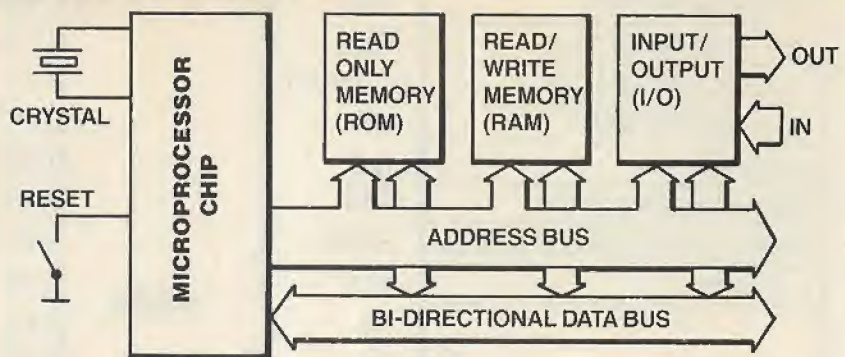 CRYSTAL
RESET
MICROPROCESSOR
CHIP
READ
ONLY
MEMORY
(ROM)
READ/
WRITE
MEMORY
(RAM)
INPUT/
OUTPUT
(I/O)
OUT
IN
ADDRESS BUS
BI-DIRECTIONAL DATA BUS